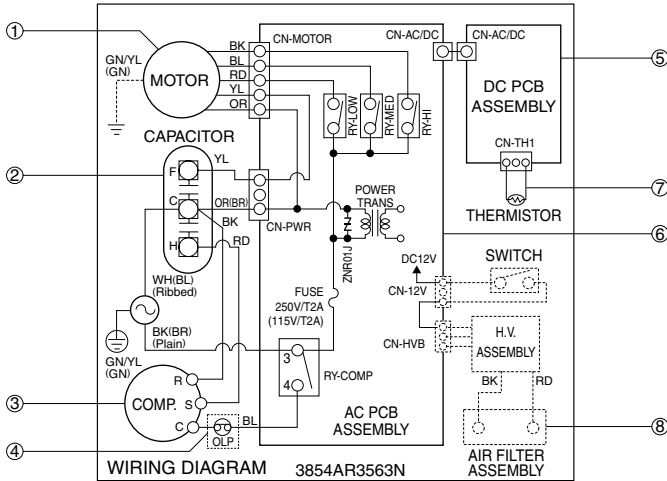 ① GN/YL (GN) MOTOR BK BL RD YL OR CN-MOTOR CN-AC/DC CN-AC/DC ⑤
DC PCB
ASSEMBLY
CN-TH1
⑦
THERMISTOR
RY-LOW
RY-MED
RY-HI
CAPACITOR
②
F
C
H
YL
OR(BR)
BK
RD
CN-PWR
POWER
TRANS
ZNR01J
⑥
WH(BL)
(Ribbed)
FUSE
250V/T2A
(115V/T2A)
DC12V
CN-12V
SWITCH
BK(BR)
(Plain)
GN/YL
(GN)
3
4
RY-COMP
CN-HVB
H.V.
ASSEMBLY
BK
RD
③
COMP.
R
S
C
④
OLP
BL
AC PCB
ASSEMBLY
⑧
AIR FILTER
ASSEMBLY
WIRING DIAGRAM 3854AR3563N